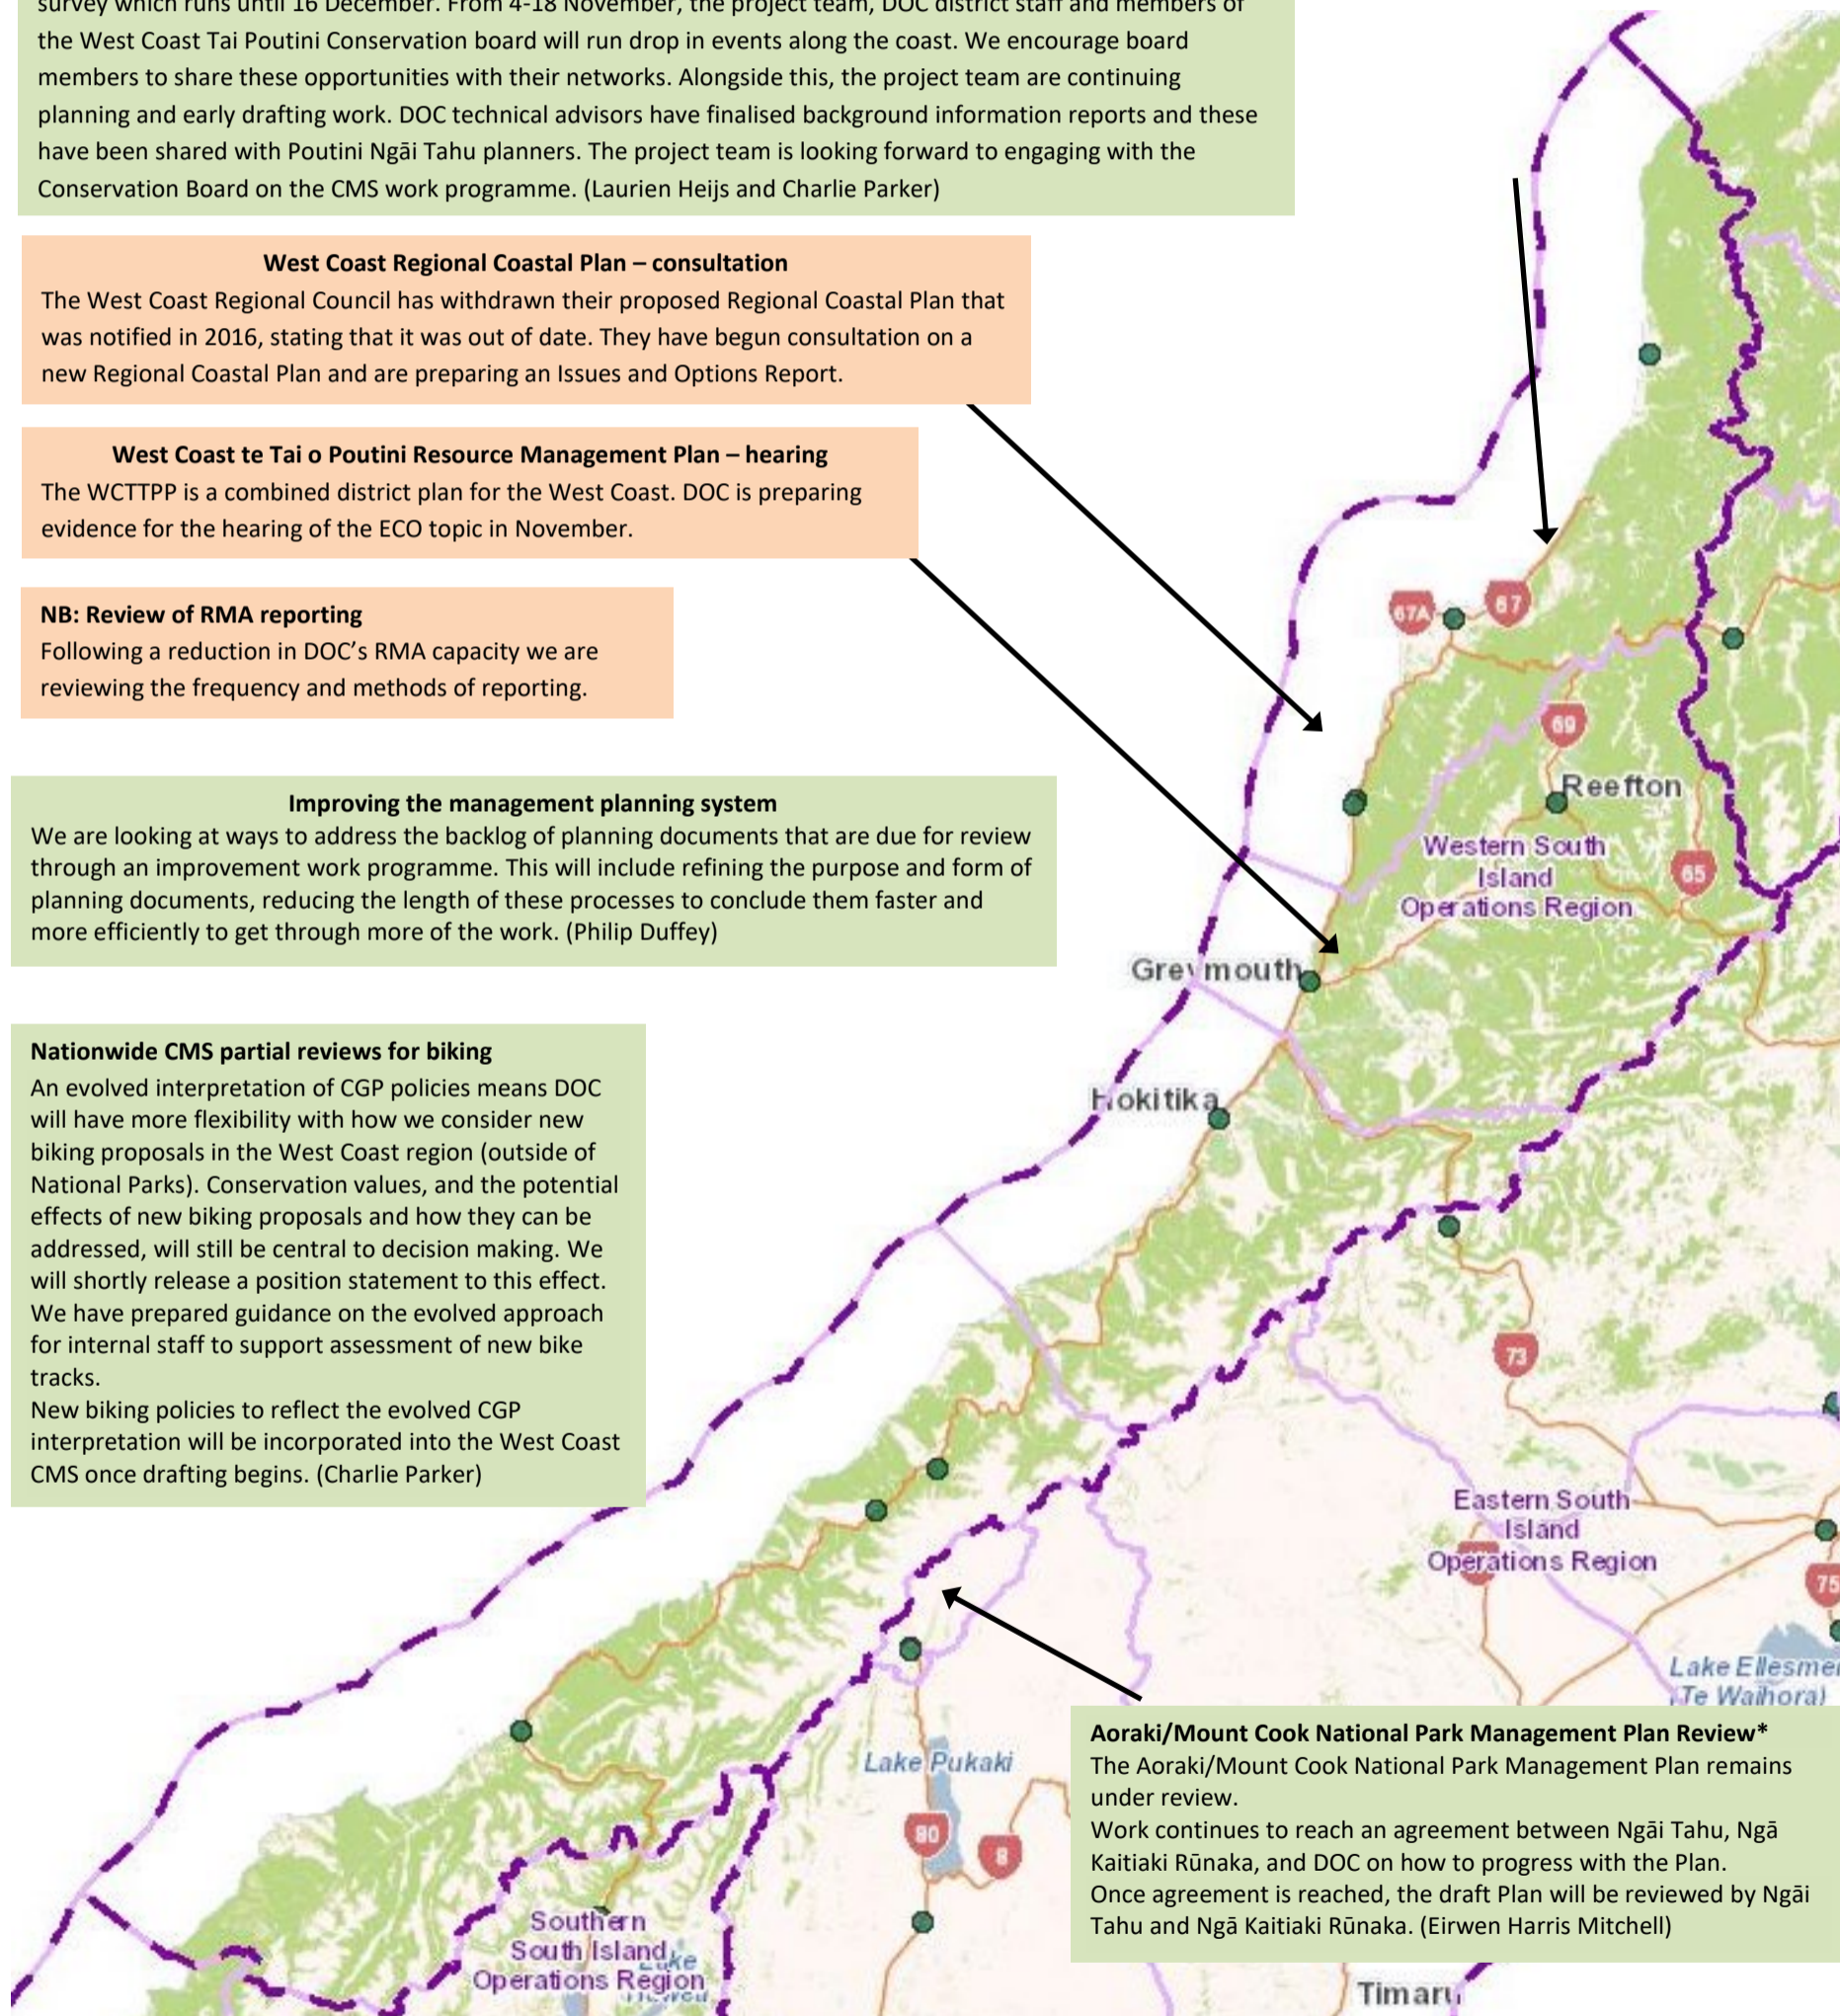 survey which runs until 16 December. From 4-18 November, the project team, DOC district staff and members of
the West Coast Tai Poutini Conservation board will run drop in events along the coast. We encourage board
members to share these opportunities with their networks. Alongside this, the project team are continuing
planning and early drafting work. DOC technical advisors have finalised background information reports and these
have been shared with Poutini Ngāi Tahu planners. The project team is looking forward to engaging with the
Conservation Board on the CMS work programme. (Laurien Heijs and Charlie Parker)
West Coast Regional Coastal Plan – consultation
The West Coast Regional Council has withdrawn their proposed Regional Coastal Plan that
was notified in 2016, stating that it was out of date. They have begun consultation on a
new Regional Coastal Plan and are preparing an Issues and Options Report.
West Coast te Tai o Poutini Resource Management Plan – hearing
The WCTTPP is a combined district plan for the West Coast. DOC is preparing
evidence for the hearing of the ECO topic in November.
NB: Review of RMA reporting
Following a reduction in DOC’s RMA capacity we are
reviewing the frequency and methods of reporting.
Improving the management planning system
We are looking at ways to address the backlog of planning documents that are due for review
through an improvement work programme. This will include refining the purpose and form of
planning documents, reducing the length of these processes to conclude them faster and
more efficiently to get through more of the work. (Philip Duffey)
Nationwide CMS partial reviews for biking
An evolved interpretation of CGP policies means DOC
will have more flexibility with how we consider new
biking proposals in the West Coast region (outside of
National Parks). Conservation values, and the potential
effects of new biking proposals and how they can be
addressed, will still be central to decision making. We
will shortly release a position statement to this effect.
We have prepared guidance on the evolved approach
for internal staff to support assessment of new bike
tracks.
New biking policies to reflect the evolved CGP
interpretation will be incorporated into the West Coast
CMS once drafting begins. (Charlie Parker)
67A
67
69
Reefton
Western South
Island
Operations Region
65
Greymouth
Hokitika
73
Eastern South
Island
Operations Region
75
Lake Ellesmer
(Te Waihora)
Lake Pukaki
80
8
Aoraki/Mount Cook National Park Management Plan Review*
The Aoraki/Mount Cook National Park Management Plan remains
under review.
Work continues to reach an agreement between Ngāi Tahu, Ngā
Kaitiaki Rūnaka, and DOC on how to progress with the Plan.
Once agreement is reached, the draft Plan will be reviewed by Ngāi
Tahu and Ngā Kaitiaki Rūnaka. (Eirwen Harris Mitchell)
Southern
South Island
Operations Region
Lake
Timaru